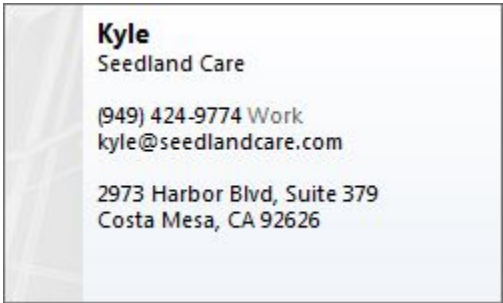 Kyle
Seedland Care
(949) 424-9774 Work
kyle@seedlandcare.com
2973 Harbor Blvd, Suite 379
Costa Mesa, CA 92626